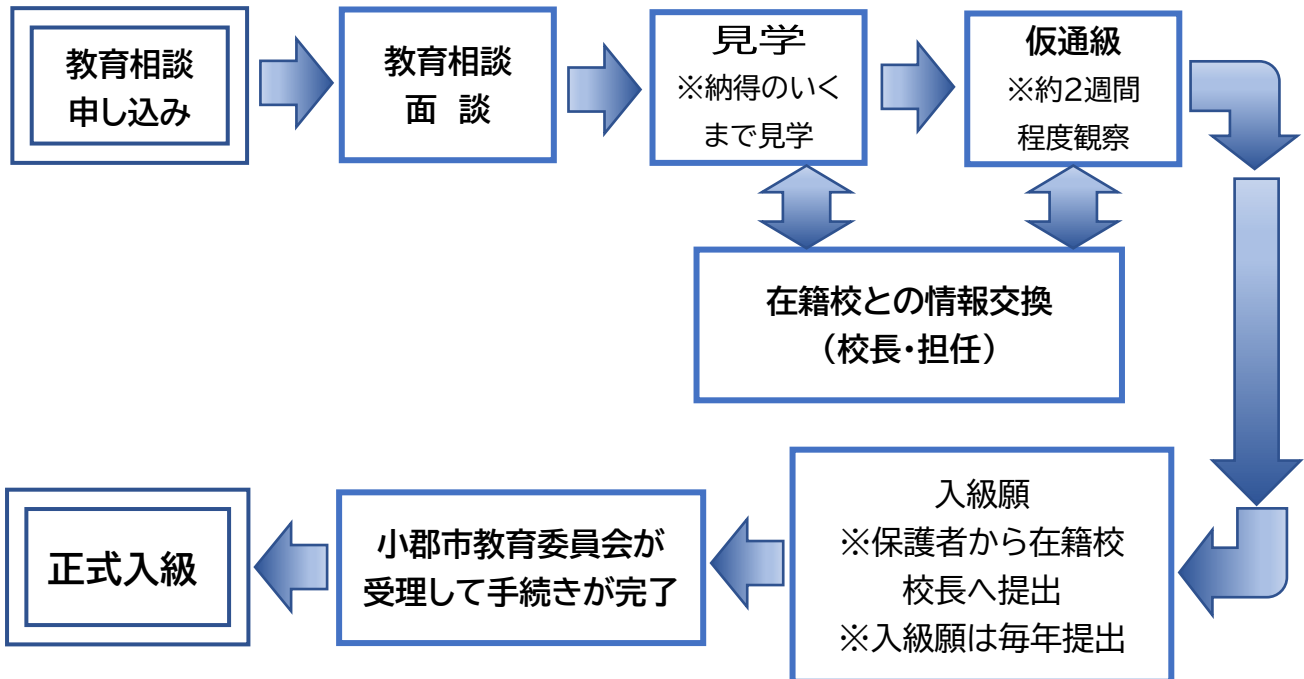 教育相談
申し込み
教育相談
面 談
見学
※納得のいく
まで見学
仮通級
※約2週間
程度観察
在籍校との情報交換
（校長・担任）
入級願
※保護者から在籍校
校長へ提出
※入級願は毎年提出
小郡市教育委員会が
受理して手続きが完了
正式入級